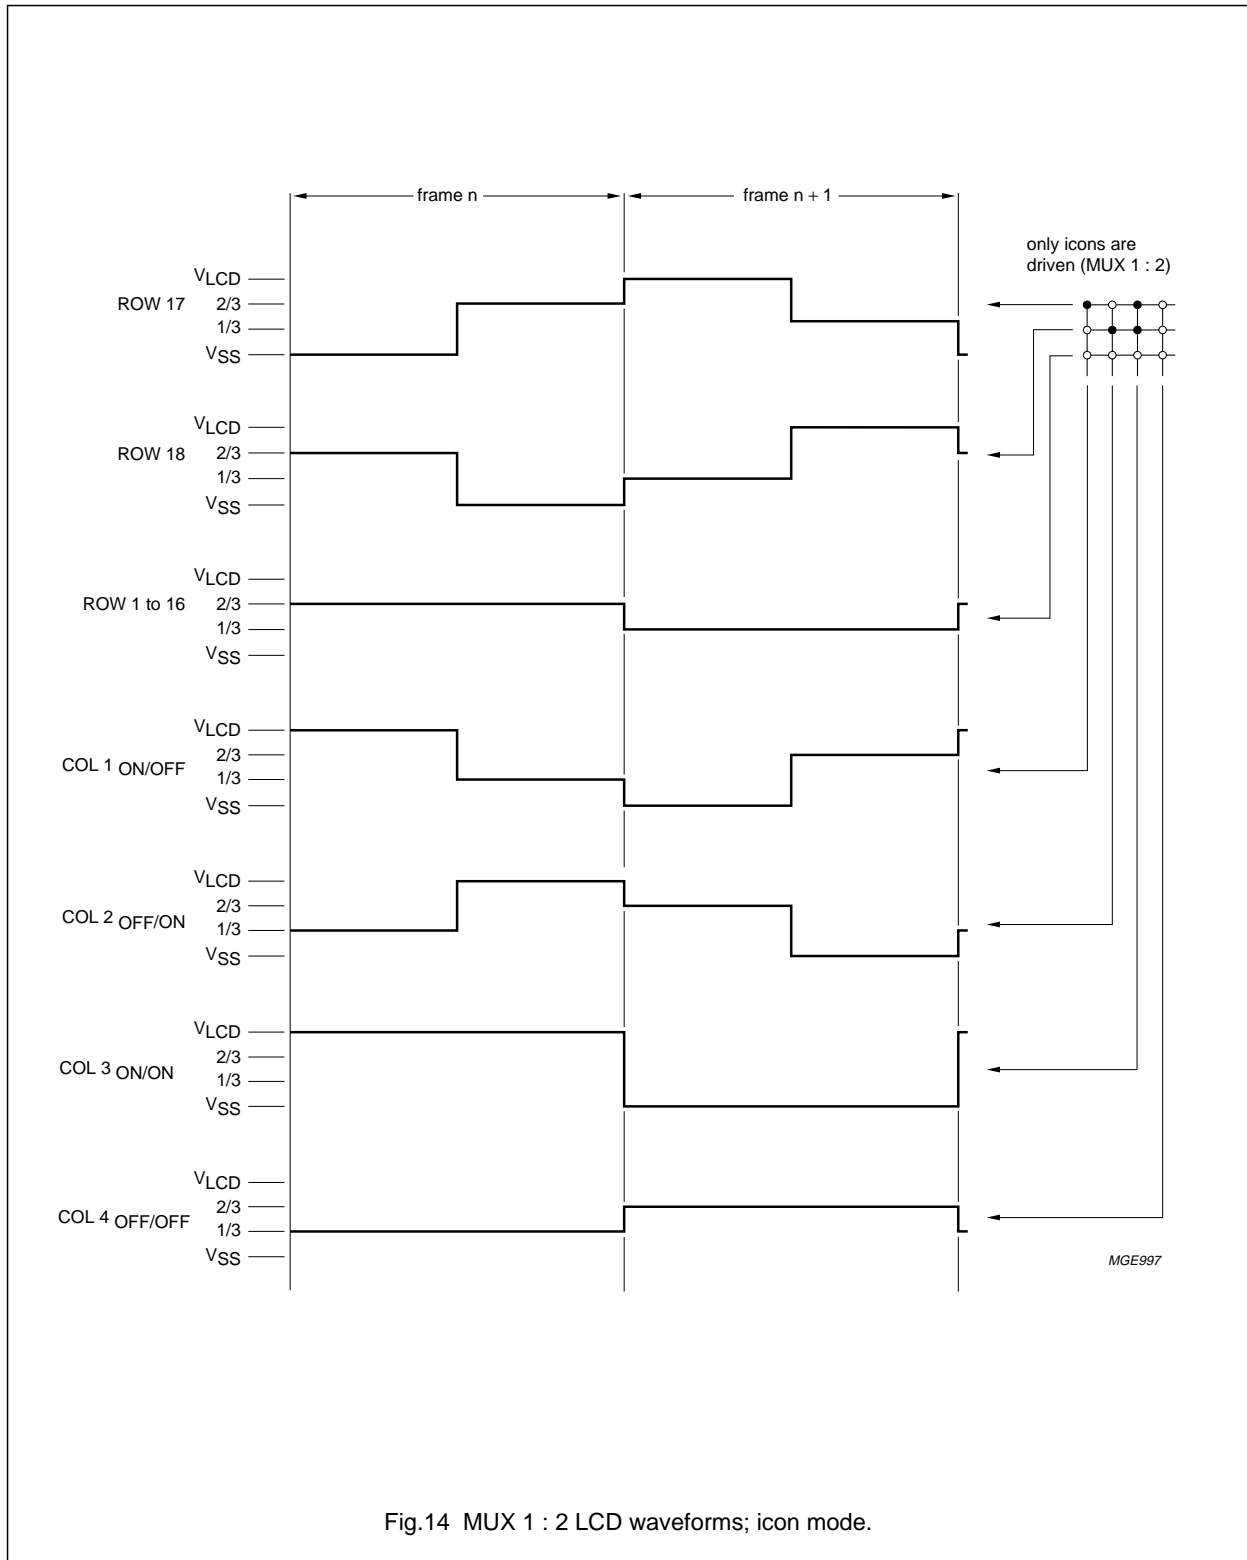 frame n
frame n + 1
only icons are
driven (MUX 1 : 2)
VLCD
ROW 17
2/3
1/3
VSS
VLCD
ROW 18
2/3
1/3
VSS
VLCD
ROW 1 to 16
2/3
1/3
VSS
VLCD
2/3
COL 1 ON/OFF
1/3
VSS
VLCD
2/3
COL 2 OFF/ON
1/3
VSS
VLCD
2/3
COL 3 ON/ON
1/3
VSS
VLCD
2/3
COL 4 OFF/OFF
1/3
VSS
MGE997
Fig.14 MUX 1 : 2 LCD waveforms; icon mode.